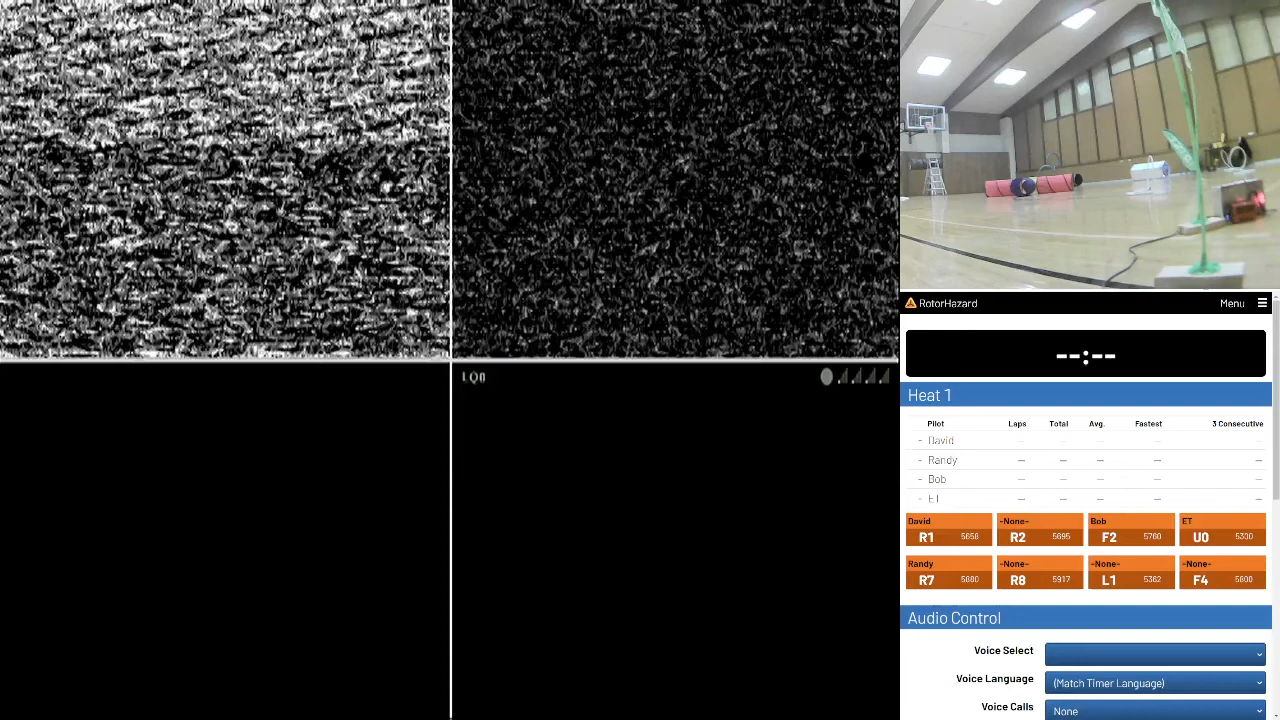 LQ0
RotorHazard
Menu
--:--
Heat 1
Pilot Laps Total Avg. Fastest 3 Consecutive
- David — — — — —
- Randy — — — — —
- Bob — — — — —
- ET — — — — —
David -None- Bob ET
R1 5658 R2 5695 F2 5760 U0 5300
Randy -None- -None- -None-
R7 5880 R8 5917 L1 5362 F4 5800
Audio Control
Voice Select
Voice Language (Match Timer Language)
Voice Calls None